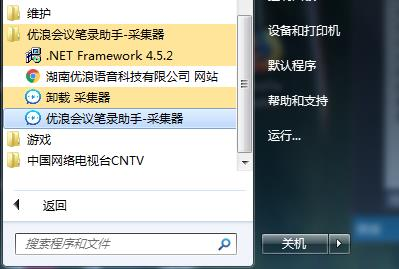 维护
优浪会议笔录助手-采集器
.NET Framework 4.5.2
湖南优浪语音科技有限公司 网站
卸载 采集器
优浪会议笔录助手-采集器
游戏
中国网络电视台CNTV
返回
搜索程序和文件
设备和打印机
默认程序
帮助和支持
运行...
关机